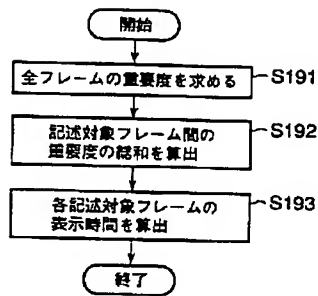 開始
全フレームの重要度を求める
S191
記述対象フレーム間の
重要度の総和を算出
S192
各記述対象フレームの
表示時間を算出
S193
終了